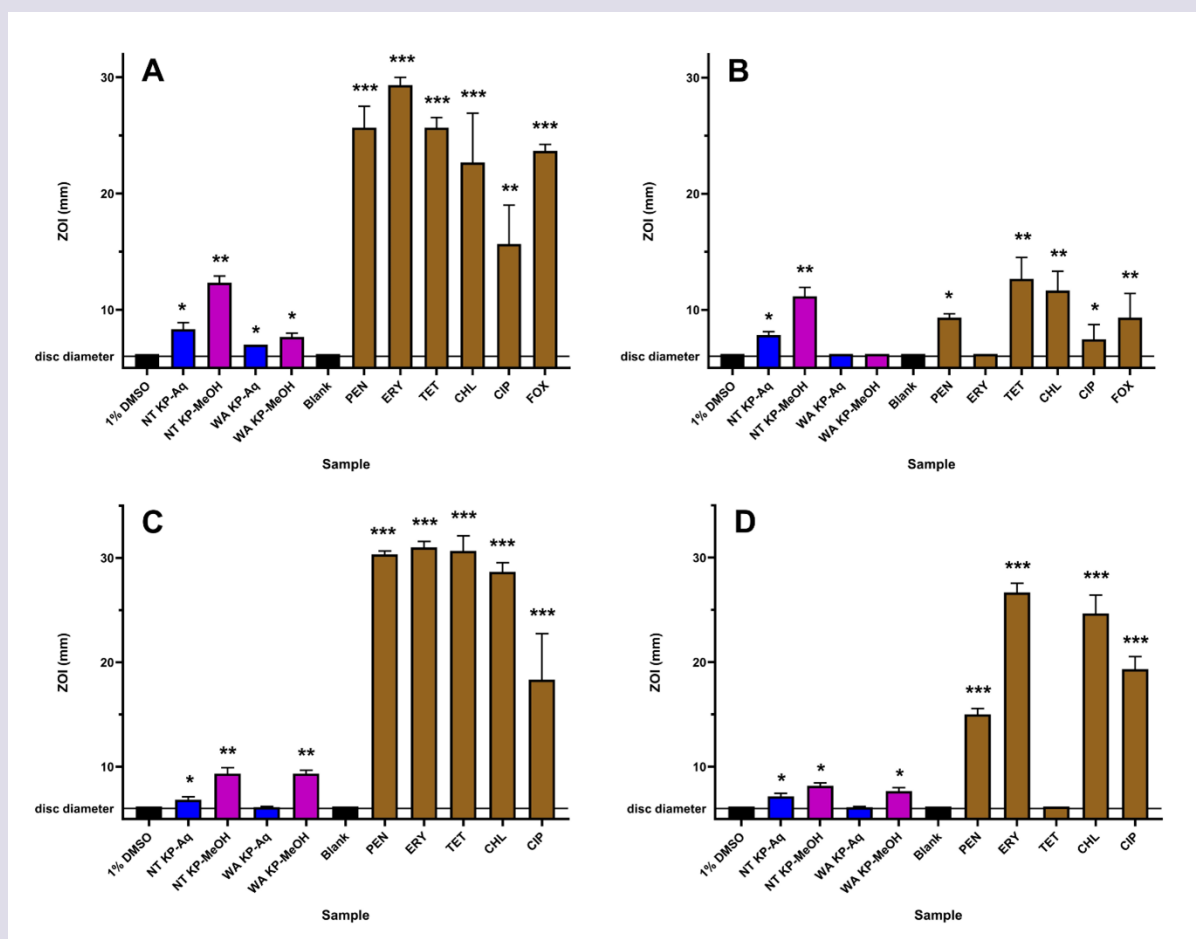 A
ZOI (mm)
30
20
10
disc diameter
***
***
***
***
**
***
*
**
*
*
1% DMSO
NT KP-Aq
NT KP-MeOH
WA KP-Aq
WA KP-MeOH
Blank
PEN
ERY
TET
CHL
CIP
FOX
Sample
B
ZOI (mm)
30
20
10
disc diameter
*
**
*
**
**
*
**
1% DMSO
NT KP-Aq
NT KP-MeOH
WA KP-Aq
WA KP-MeOH
Blank
PEN
ERY
TET
CHL
CIP
FOX
Sample
C
ZOI (mm)
30
20
10
disc diameter
*
**
**
***
***
***
***
***
1% DMSO
NT KP-Aq
NT KP-MeOH
WA KP-Aq
WA KP-MeOH
Blank
PEN
ERY
TET
CHL
CIP
Sample
D
ZOI (mm)
30
20
10
disc diameter
*
*
*
***
***
***
***
1% DMSO
NT KP-Aq
NT KP-MeOH
WA KP-Aq
WA KP-MeOH
Blank
PEN
ERY
TET
CHL
CIP
Sample